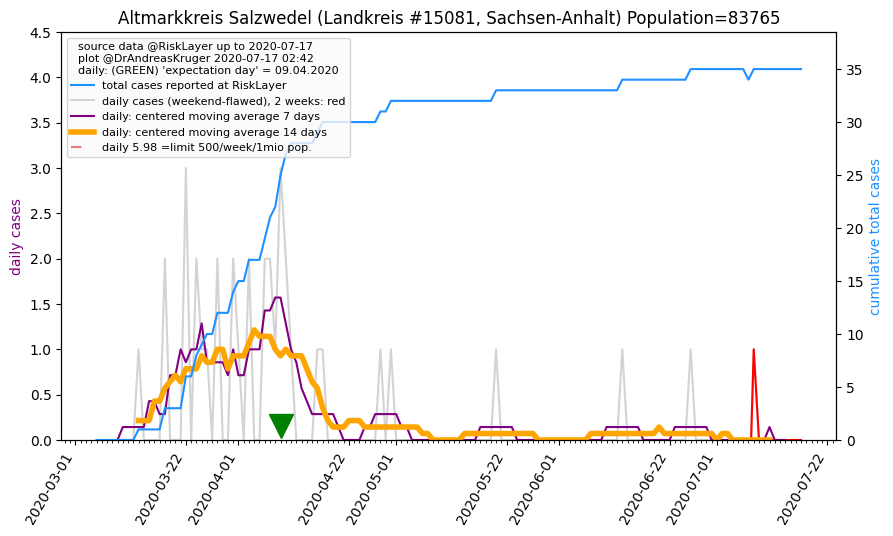 Altmarkkreis Salzwedel (Landkreis #15081, Sachsen-Anhalt) Population=83765
source data @RiskLayer up to 2020-07-17
plot @DrAndreasKruger 2020-07-17 02:42
daily: (GREEN) 'expectation day' = 09.04.2020
total cases reported at RiskLayer
daily cases (weekend-flawed), 2 weeks: red
daily: centered moving average 7 days
daily: centered moving average 14 days
daily 5.98 =limit 500/week/1mio pop.
daily cases
4.5
4.0
3.5
3.0
2.5
2.0
1.5
1.0
0.5
0.0
cumulative total cases
35
30
25
20
15
10
5
0
2020-03-01
2020-03-22
2020-04-01
2020-04-22
2020-05-01
2020-05-22
2020-06-01
2020-06-22
2020-07-01
2020-07-22